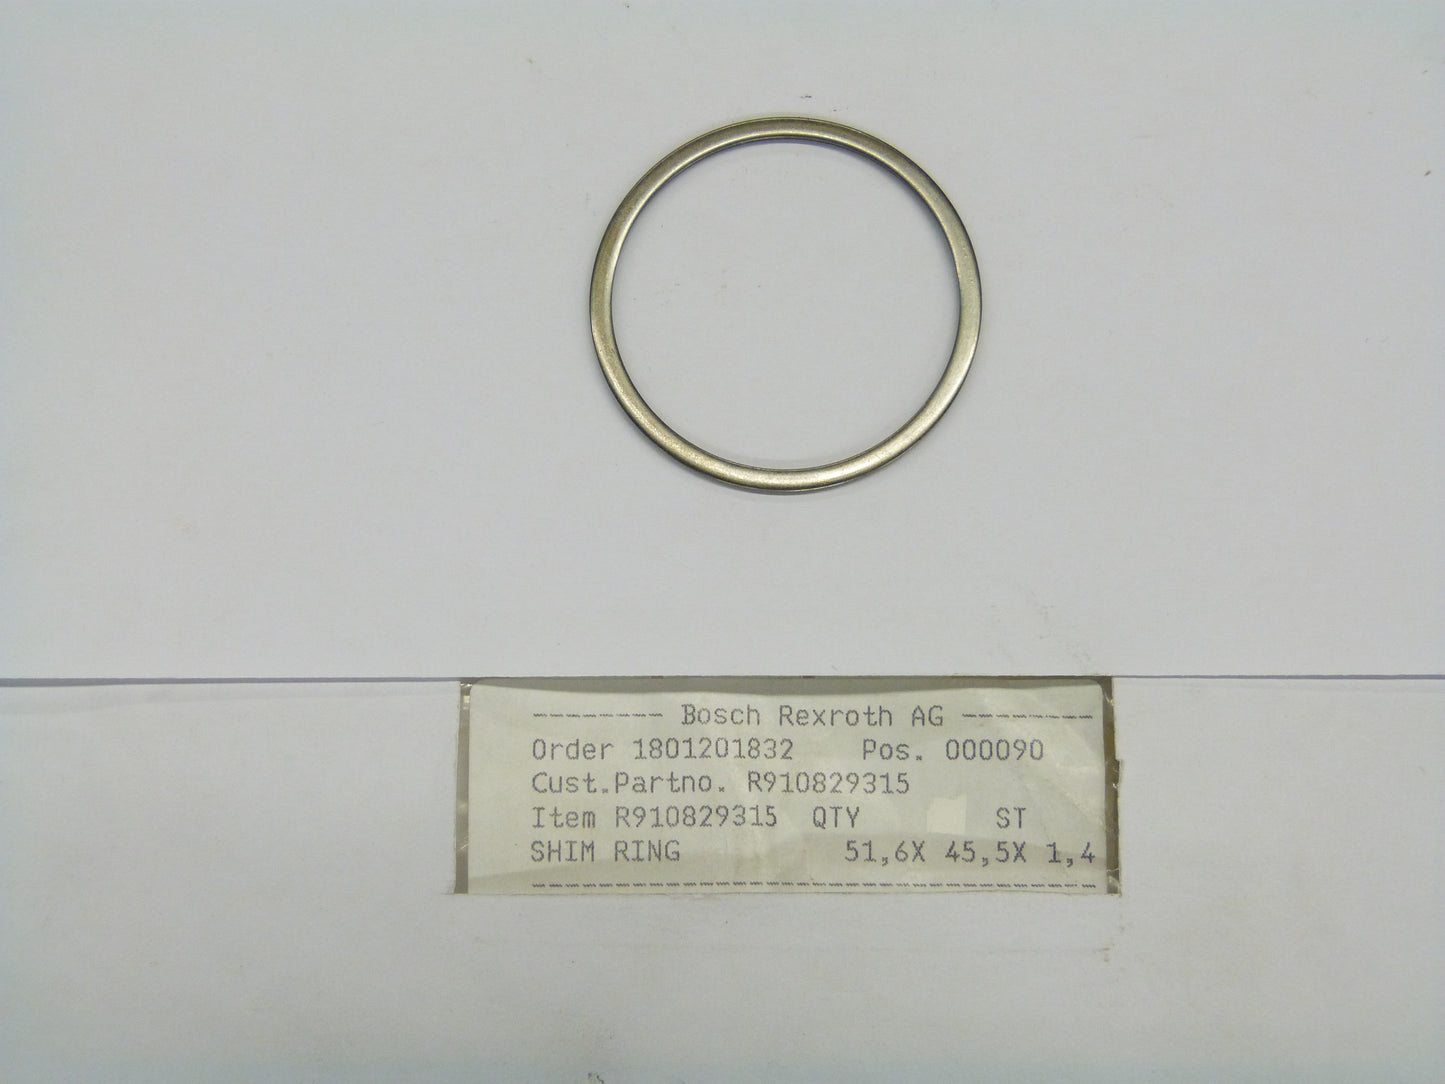 ------- Bosch Rexroth AG -------
Order 1801201832 Pos. 000090
Cust.Partno. R910829315
Item R910829315 QTY ST
SHIM RING 51,6X 45,5X 1,4